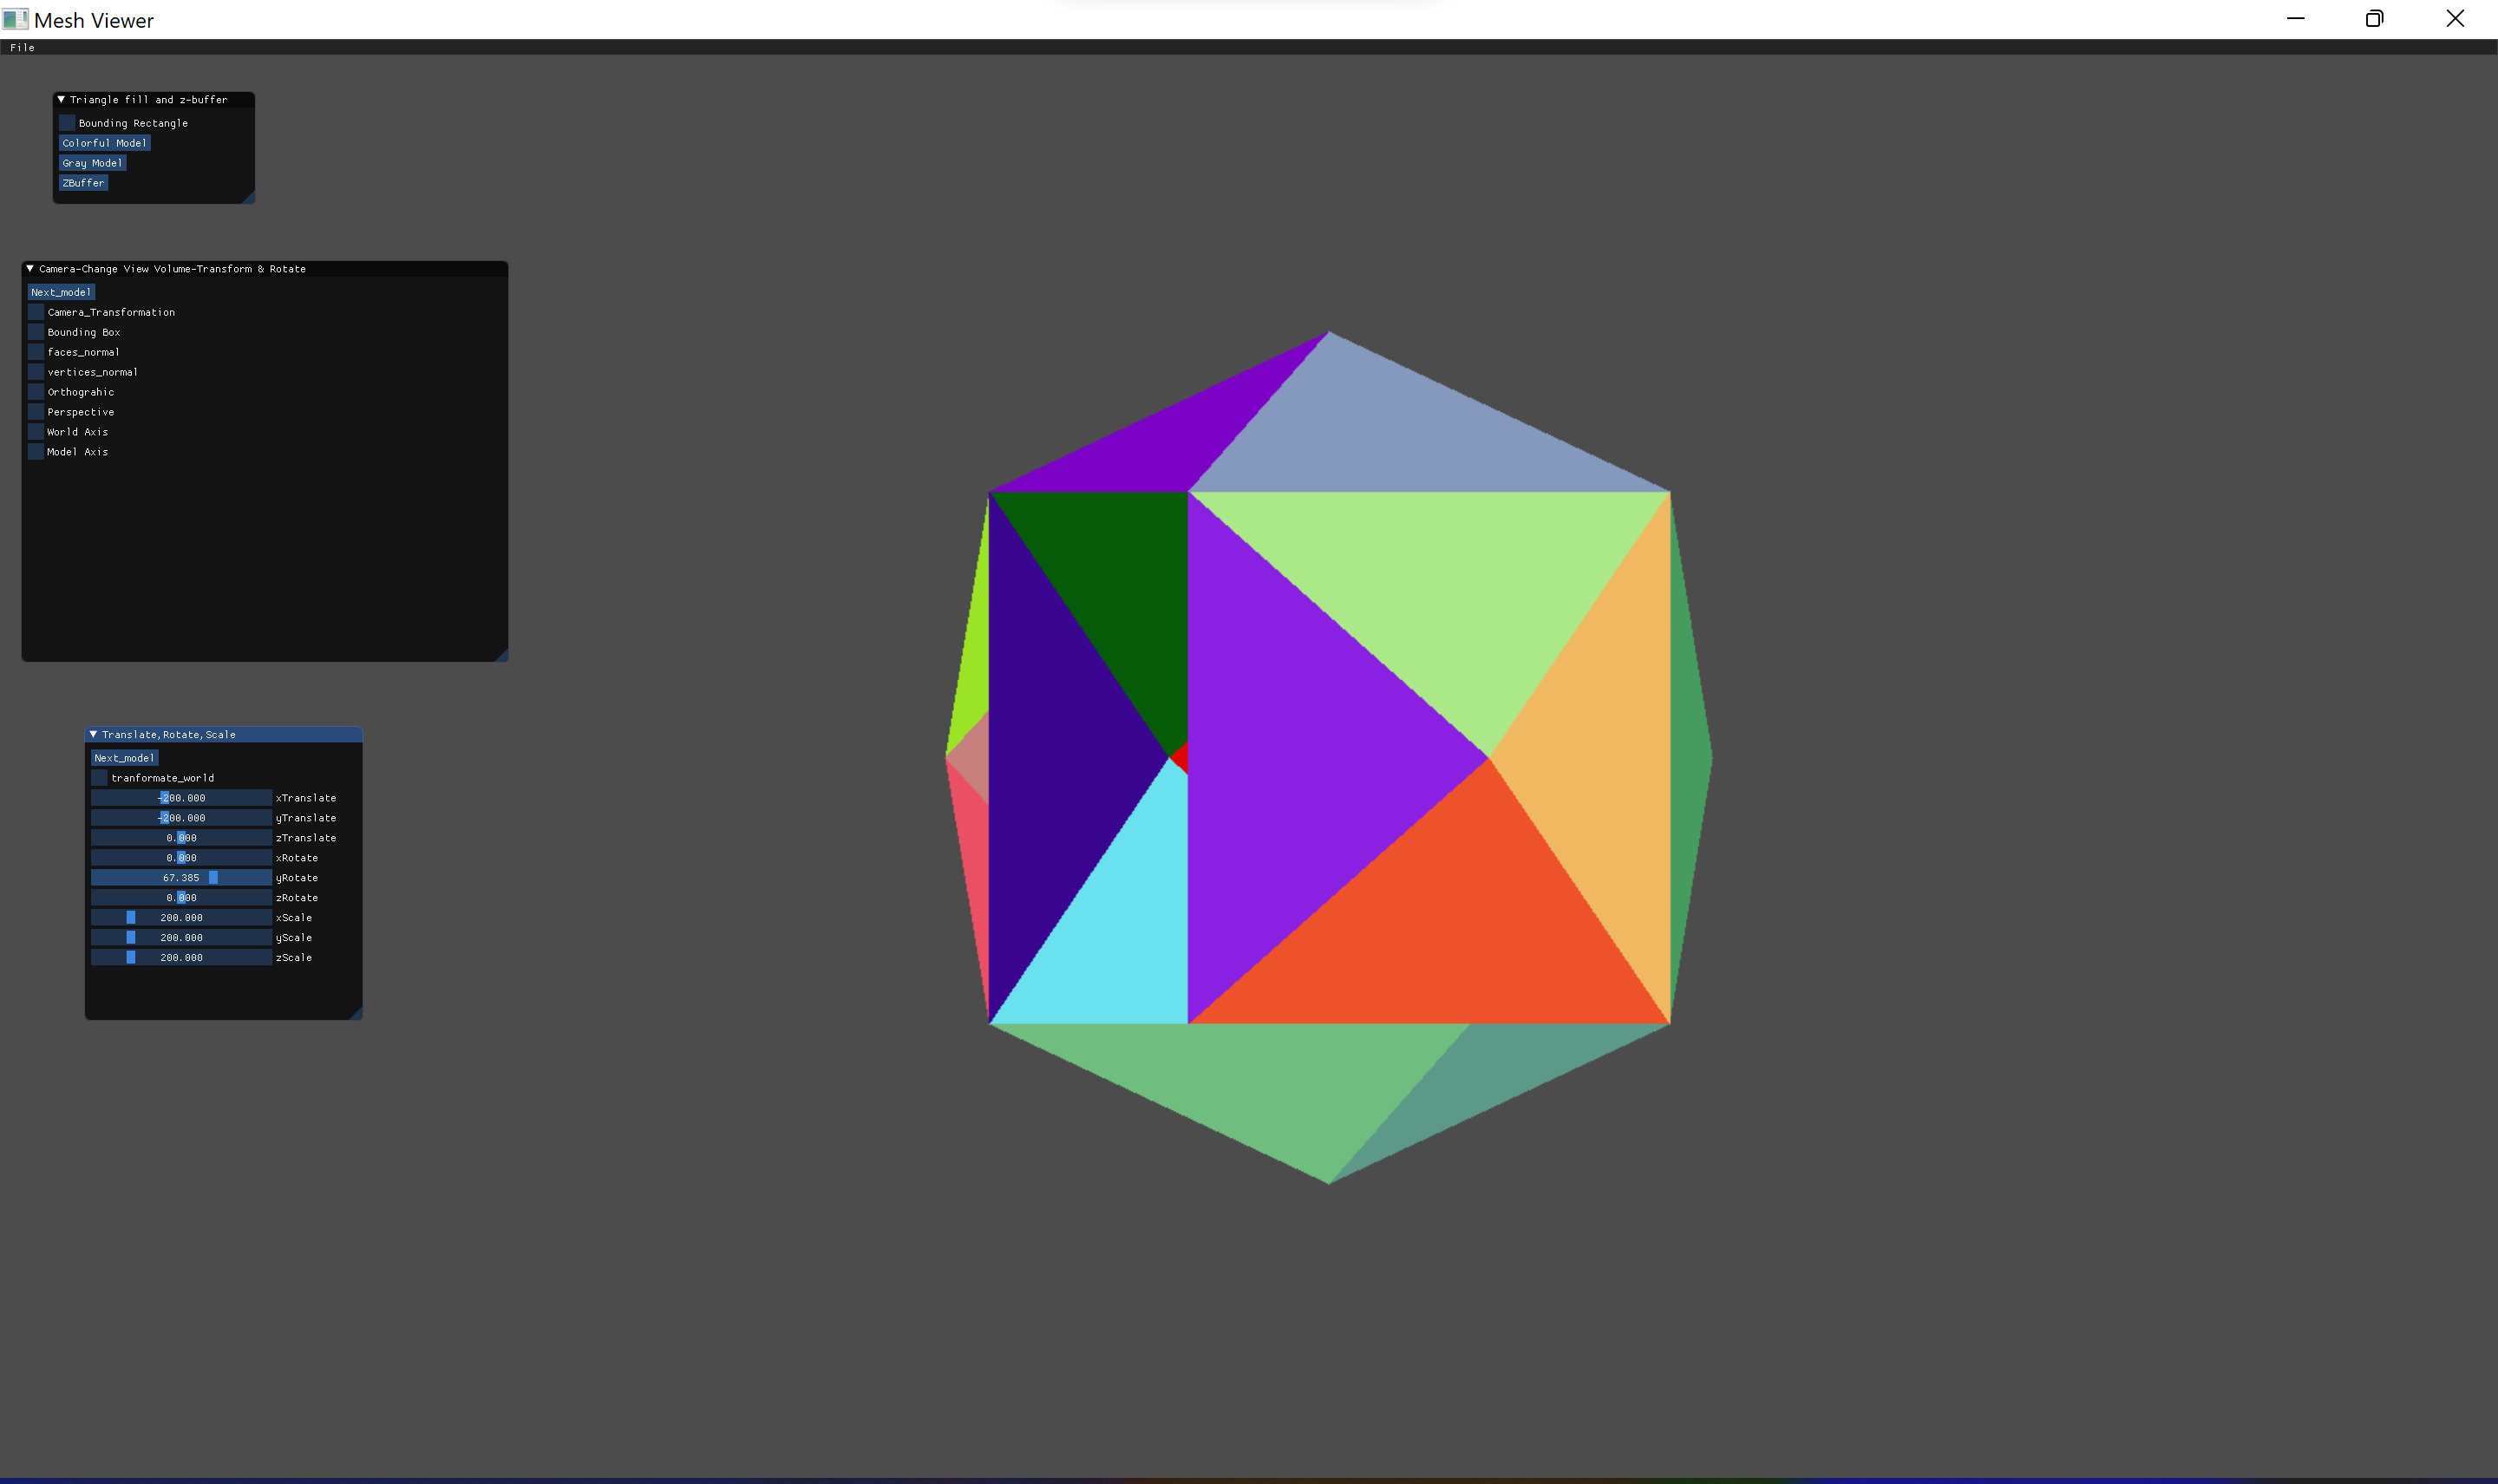 Mesh Viewer
File
Triangle fill and z-buffer
Bounding Rectangle
Colorful Model
Gray Model
ZBuffer
Camera-Change View Volume-Transform & Rotate
Next_model
Camera_Transformation
Bounding Box
faces_normal
vertices_normal
Orthograhic
Perspective
World Axis
Model Axis
Translate,Rotate,Scale
Next_model
tranformate_world
-200.000 xTranslate
-200.000 yTranslate
0.000 zTranslate
0.000 xRotate
67.385 yRotate
0.000 zRotate
200.000 xScale
200.000 yScale
200.000 zScale